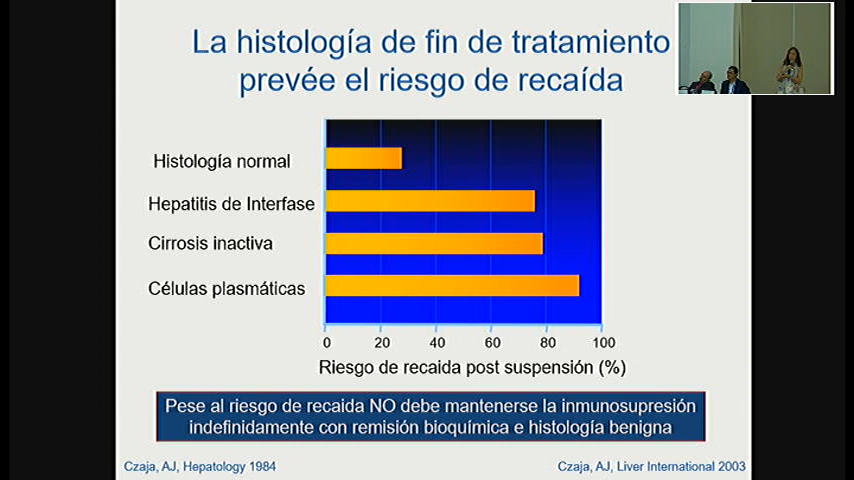 La histología de fin de tratamiento
prevée el riesgo de recaída
Histología normal
Hepatitis de Interfase
Cirrosis inactiva
Células plasmáticas
0 20 40 60 80 100
Riesgo de recaida post suspensión (%)
Pese al riesgo de recaida NO debe mantenerse la inmunosupresión
indefinidamente con remisión bioquímica e histología benigna
Czaja, AJ, Hepatology 1984
Czaja, AJ, Liver International 2003